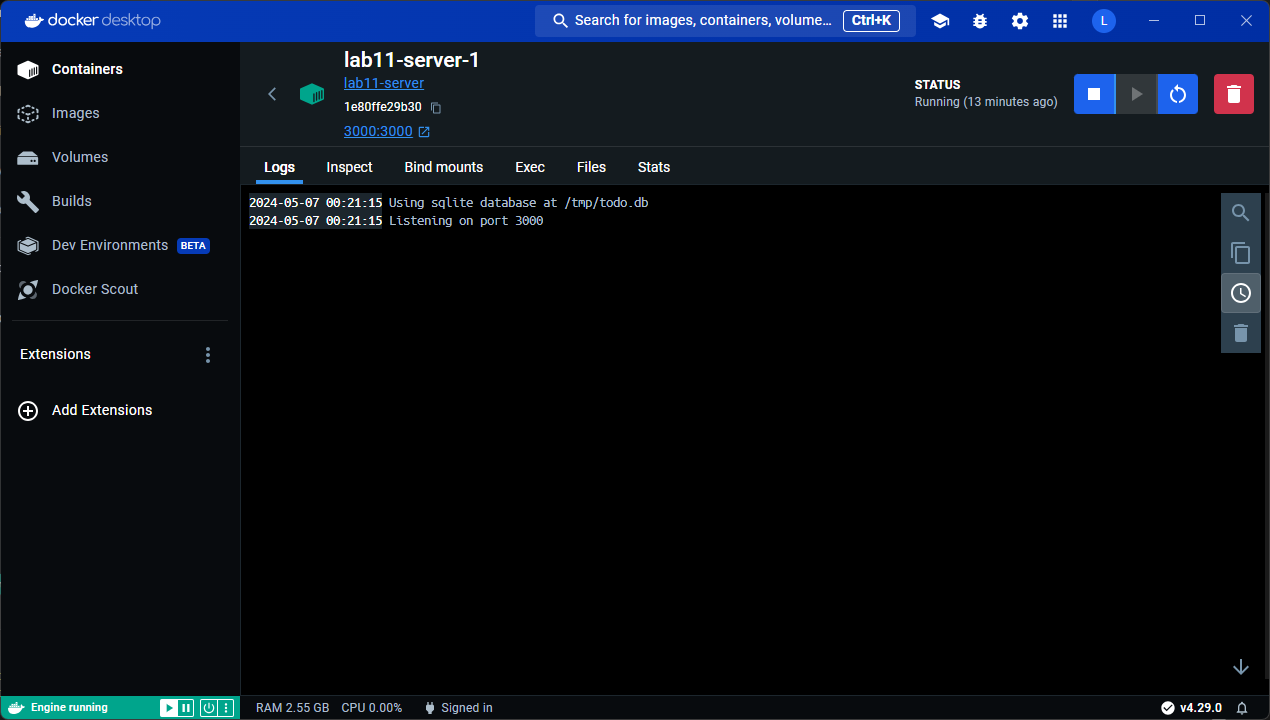 docker desktop
Search for images, containers, volume... Ctrl+K
L
Containers
Images
Volumes
Builds
Dev Environments BETA
Docker Scout
Extensions
Add Extensions
lab11-server-1
lab11-server
1e80ffe29b30
3000:3000
STATUS
Running (13 minutes ago)
Logs Inspect Bind mounts Exec Files Stats
2024-05-07 00:21:15 Using sqlite database at /tmp/todo.db
2024-05-07 00:21:15 Listening on port 3000
Engine running
RAM 2.55 GB CPU 0.00% Signed in
v4.29.0